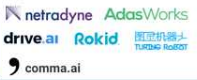 netradyne AdasWorks
drive.ai Rokid 图灵机器人
TURING ROBOT
comma.ai